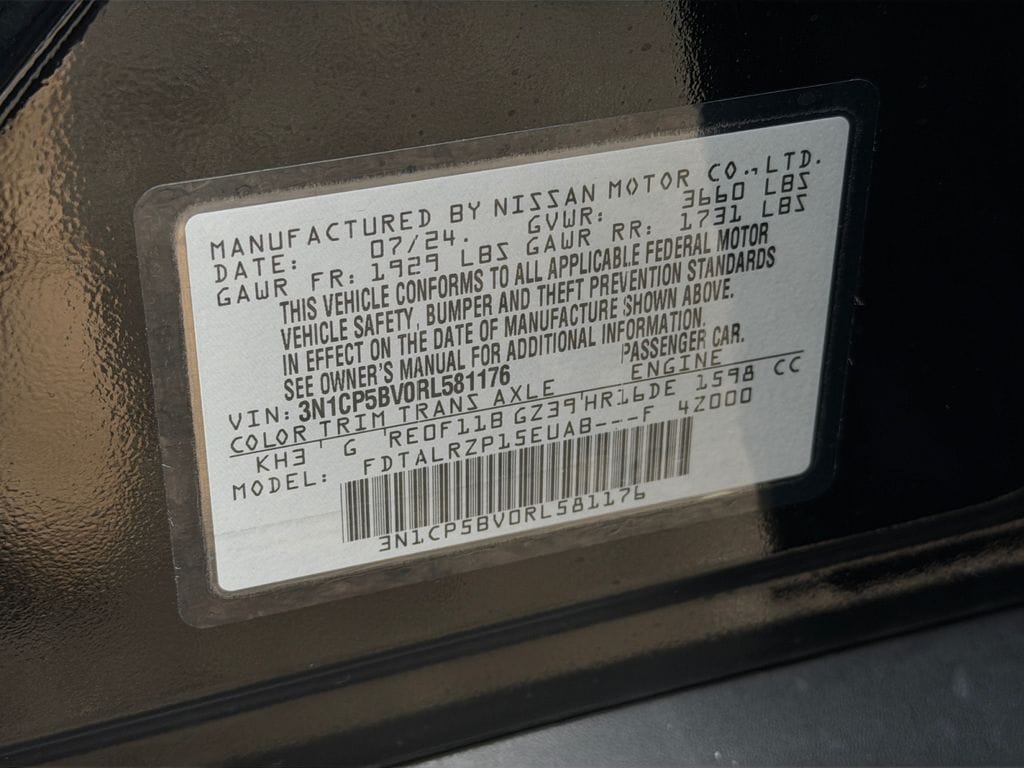 MANUFACTURED BY NISSAN MOTOR CO.,LTD.
DATE: 07/24. GVWR: 3660 LBS
GAWR FR: 1929 LBS GAWR RR: 1731 LBS
THIS VEHICLE CONFORMS TO ALL APPLICABLE FEDERAL MOTOR
VEHICLE SAFETY, BUMPER AND THEFT PREVENTION STANDARDS
IN EFFECT ON THE DATE OF MANUFACTURE SHOWN ABOVE.
SEE OWNER'S MANUAL FOR ADDITIONAL INFORMATION.
VIN: 3N1CP5BV0RL581176 PASSENGER CAR.
COLOR TRIM TRANS AXLE ENGINE
KH3 G RE0F11B GZ39 HR16DE 1598 CC
MODEL: FDTALRZP15EUAB---F 4Z000
3N1CP5BV0RL581176